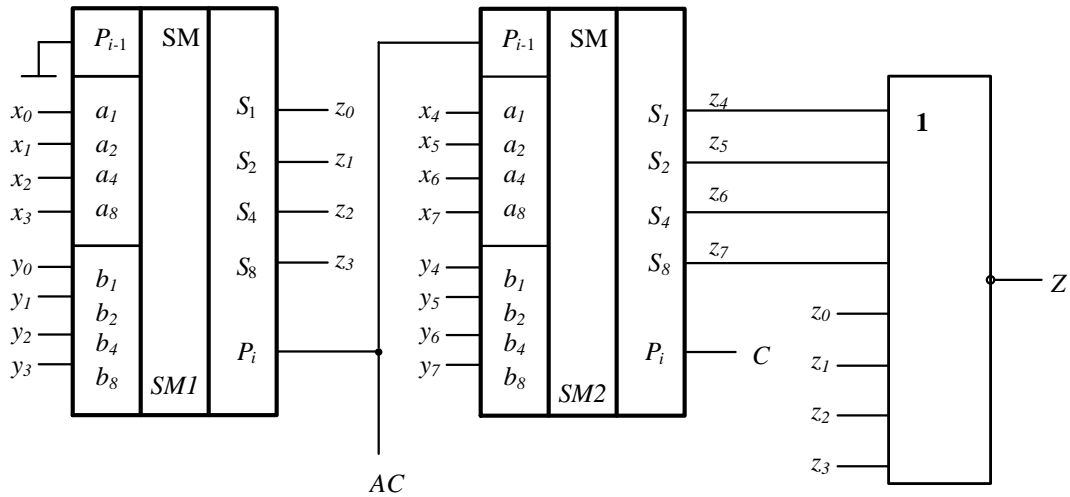 P_{i-1} SM
x_0 a_1
x_1 a_2
x_2 a_4
x_3 a_8
y_0 b_1
y_1 b_2
y_2 b_4
y_3 b_8
SM1
S_1 z_0
S_2 z_1
S_4 z_2
S_8 z_3
P_i
AC
P_{i-1} SM
x_4 a_1
x_5 a_2
x_6 a_4
x_7 a_8
y_4 b_1
y_5 b_2
y_6 b_4
y_7 b_8
SM2
S_1 z_4
S_2 z_5
S_4 z_6
S_8 z_7
P_i C
1
z_0
z_1
z_2
z_3
Z